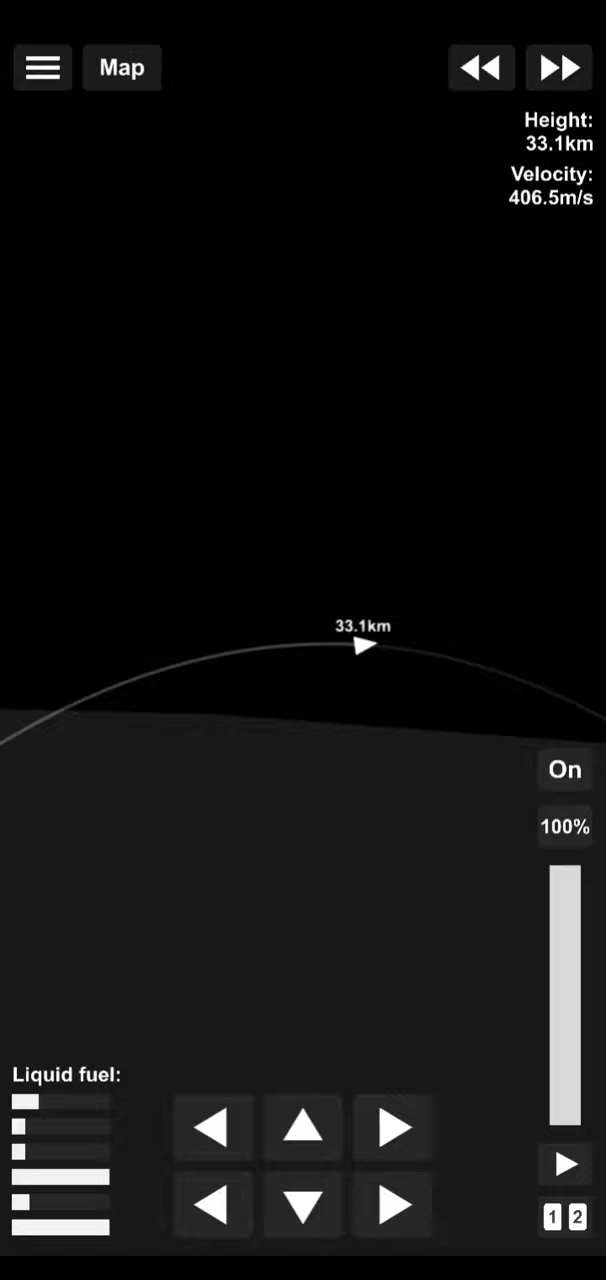 Map
Height:
33.1km
Velocity:
406.5m/s
33.1km
On
100%
Liquid fuel:
1 2